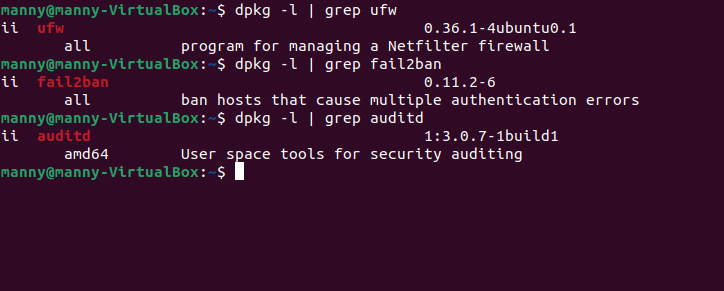 manny@manny-VirtualBox:~$ dpkg -l | grep ufw
ii  ufw                                            0.36.1-4ubuntu0.1
       all          program for managing a Netfilter firewall
manny@manny-VirtualBox:~$ dpkg -l | grep fail2ban
ii  fail2ban                                       0.11.2-6
       all          ban hosts that cause multiple authentication errors
manny@manny-VirtualBox:~$ dpkg -l | grep auditd
ii  auditd                                         1:3.0.7-1build1
       amd64        User space tools for security auditing
manny@manny-VirtualBox:~$